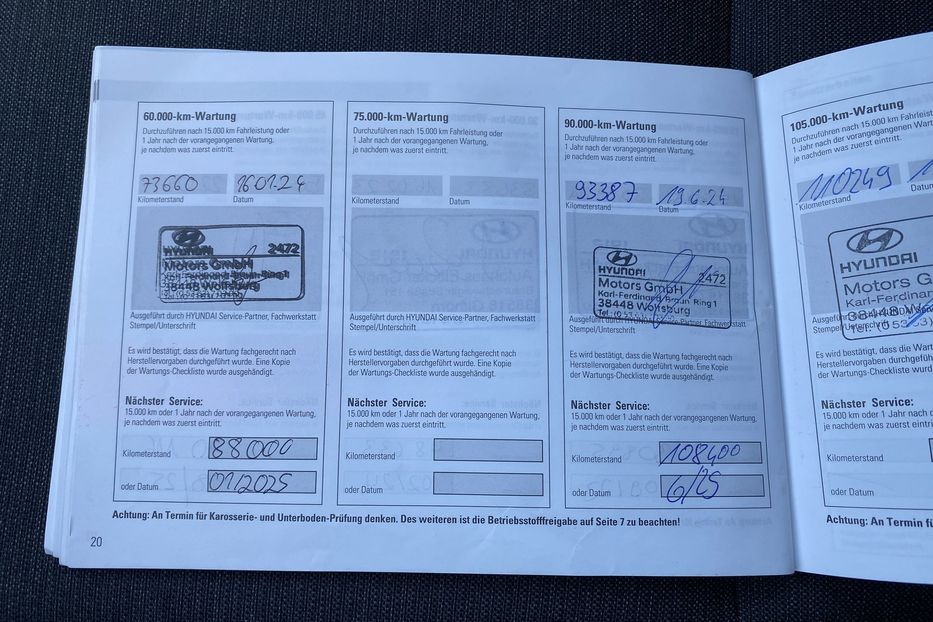 60.000-km-Wartung
Durchzuführen nach 15.000 km Fahrleistung oder
1 Jahr nach der vorangegangenen Wartung,
je nachdem was zuerst eintritt.
73660 16.01.24
Kilometerstand Datum
HYUNDAI 2472
Motors GmbH
38448 Wolfsburg
Ausgeführt durch HYUNDAI Service-Partner, Fachwerkstatt
Stempel/Unterschrift
Es wird bestätigt, dass die Wartung fachgerecht nach
Herstellervorgaben durchgeführt wurde. Eine Kopie
der Wartungs-Checkliste wurde ausgehändigt.
Nächster Service:
15.000 km oder 1 Jahr nach der vorangegangenen Wartung,
je nachdem was zuerst eintritt.
Kilometerstand 88000
oder Datum 01/2025
75.000-km-Wartung
Durchzuführen nach 15.000 km Fahrleistung oder
1 Jahr nach der vorangegangenen Wartung,
je nachdem was zuerst eintritt.
Kilometerstand Datum
Ausgeführt durch HYUNDAI Service-Partner, Fachwerkstatt
Stempel/Unterschrift
Es wird bestätigt, dass die Wartung fachgerecht nach
Herstellervorgaben durchgeführt wurde. Eine Kopie
der Wartungs-Checkliste wurde ausgehändigt.
Nächster Service:
15.000 km oder 1 Jahr nach der vorangegangenen Wartung,
je nachdem was zuerst eintritt.
Kilometerstand
oder Datum
90.000-km-Wartung
Durchzuführen nach 15.000 km Fahrleistung oder
1 Jahr nach der vorangegangenen Wartung,
je nachdem was zuerst eintritt.
93387 19.6.24
Kilometerstand Datum
HYUNDAI 2472
Motors GmbH
Karl-Ferdinand-Braun Ring 1
38448 Wolfsburg
Ausgeführt durch HYUNDAI Service-Partner, Fachwerkstatt
Stempel/Unterschrift
Es wird bestätigt, dass die Wartung fachgerecht nach
Herstellervorgaben durchgeführt wurde. Eine Kopie
der Wartungs-Checkliste wurde ausgehändigt.
Nächster Service:
15.000 km oder 1 Jahr nach der vorangegangenen Wartung,
je nachdem was zuerst eintritt.
Kilometerstand 108400
oder Datum 6/25
Achtung: An Termin für Karosserie- und Unterboden-Prüfung denken. Des weiteren ist die Betriebsstofffreigabe auf Seite 7 zu beachten!
20
105.000-km-Wartung
Durchzuführen nach 15.000 km
1 Jahr nach der vorangegangenen
je nachdem was zuerst eintritt.
110249
Kilometerstand
HYUNDAI
Motors G
Karl-Ferdinan
38448
Stempel/Unterschrift
Es wird bestätigt, dass die Wartung
Herstellervorgaben durchgeführt
der Wartungs-Checkliste wurde
Nächster Service:
15.000 km oder 1 Jahr nach der
je nachdem was zuerst eintritt.
Kilometerstand
oder Datum
Achtung: An Termin für